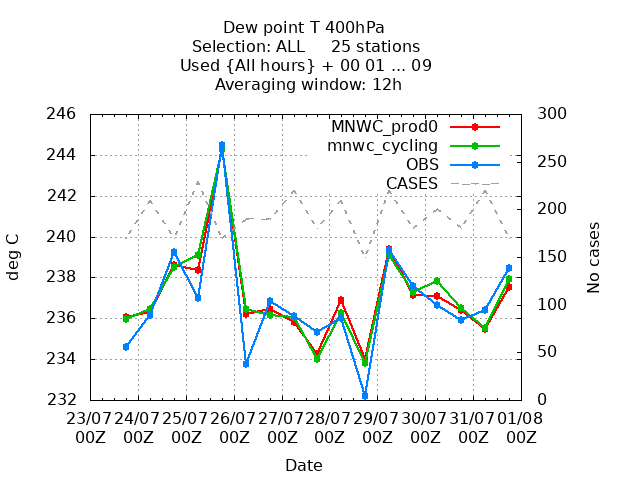 Dew point T 400hPa
Selection: ALL     25 stations
Used {All hours} + 00 01 ... 09
Averaging window: 12h
MNWC_prod0
mnwc_cycling
OBS
CASES
246
244
242
240
238
236
234
232
deg C
300
250
200
150
100
50
0
No cases
23/07 24/07 25/07 26/07 27/07 28/07 29/07 30/07 31/07 01/08
00Z 00Z 00Z 00Z 00Z 00Z 00Z 00Z 00Z 00Z
Date